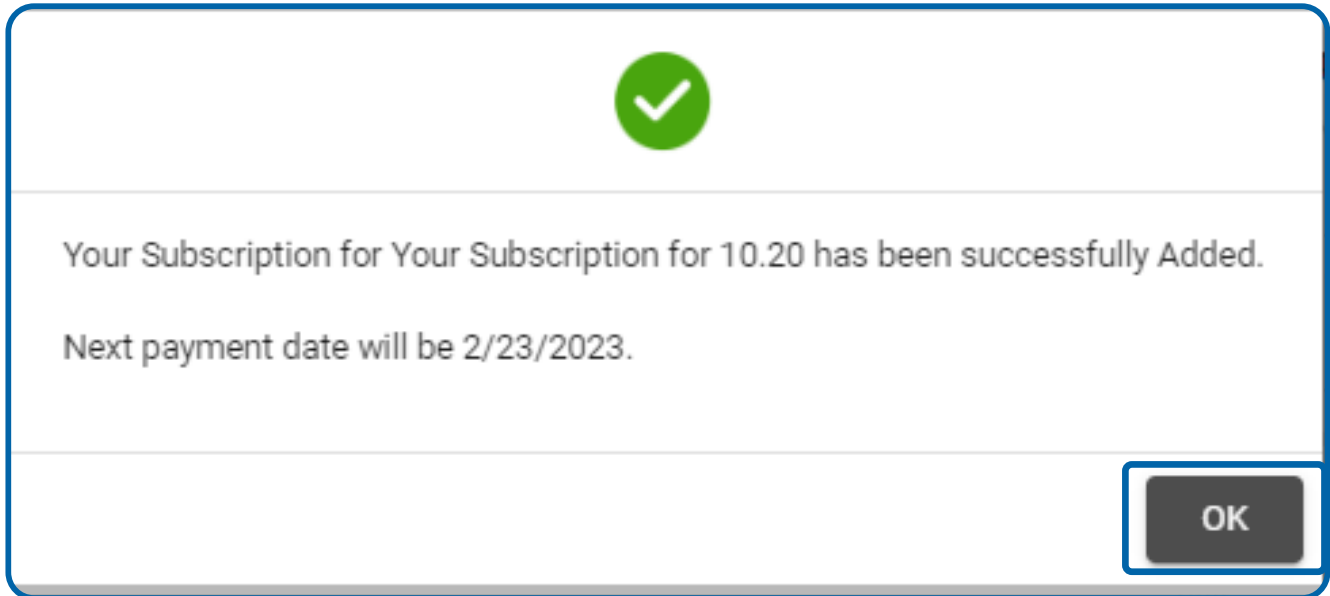 Your Subscription for Your Subscription for 10.20 has been successfully Added.
Next payment date will be 2/23/2023.
OK